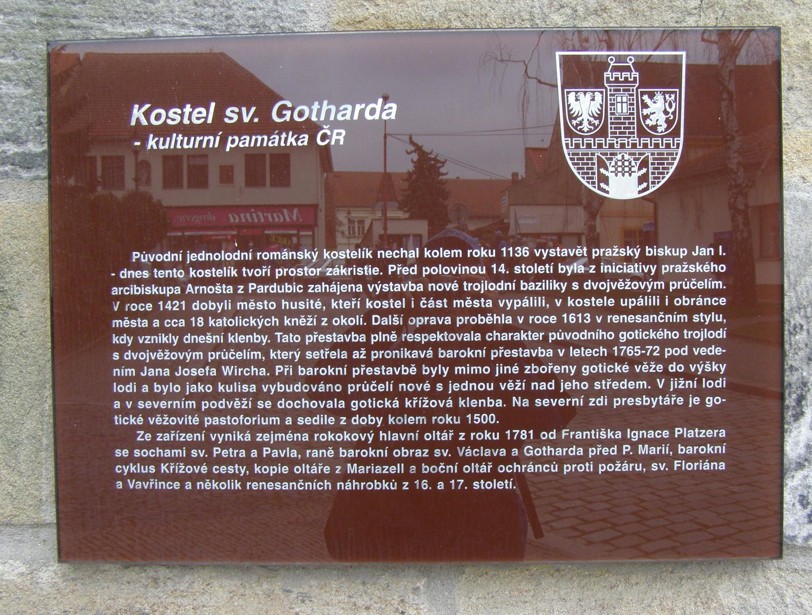 Kostel sv. Gotharda
- kulturní památka ČR
Martina
drogerie
Původní jednolodní románský kostelík nechal kolem roku 1136 vystavět pražský biskup Jan I.
- dnes tento kostelík tvoří prostor zákristie. Před polovinou 14. století byla z iniciativy pražského
arcibiskupa Arnošta z Pardubic zahájena výstavba nové trojlodní baziliky s dvojvěžovým průčelím.
V roce 1421 dobyli město husité, kteří kostel i část města vypálili, v kostele upálili i obránce
města a cca 18 katolických kněží z okolí. Další oprava proběhla v roce 1613 v renesančním stylu,
kdy vznikly dnešní klenby. Tato přestavba plně respektovala charakter původního gotického trojlodí
s dvojvěžovým průčelím, který setřela až pronikavá barokní přestavba v letech 1765-72 pod vede-
ním Jana Josefa Wircha. Při barokní přestavbě byly mimo jiné zbořeny gotické věže do výšky
lodi a bylo jako kulisa vybudováno průčelí nové s jednou věží nad jeho středem. V jižní lodi
a v severním podvěží se dochovala gotická křížová klenba. Na severní zdi presbytáře je go-
tické věžovité pastoforium a sedile z doby kolem roku 1500.
Ze zařízení vyniká zejména rokokový hlavní oltář z roku 1781 od Františka Ignace Platzera
se sochami sv. Petra a Pavla, raně barokní obraz sv. Václava a Gotharda před P. Marií, barokní
cyklus Křížové cesty, kopie oltáře z Mariazell a boční oltář ochránců proti požáru, sv. Floriána
a Vavřince a několik renesančních náhrobků z 16. a 17. století.